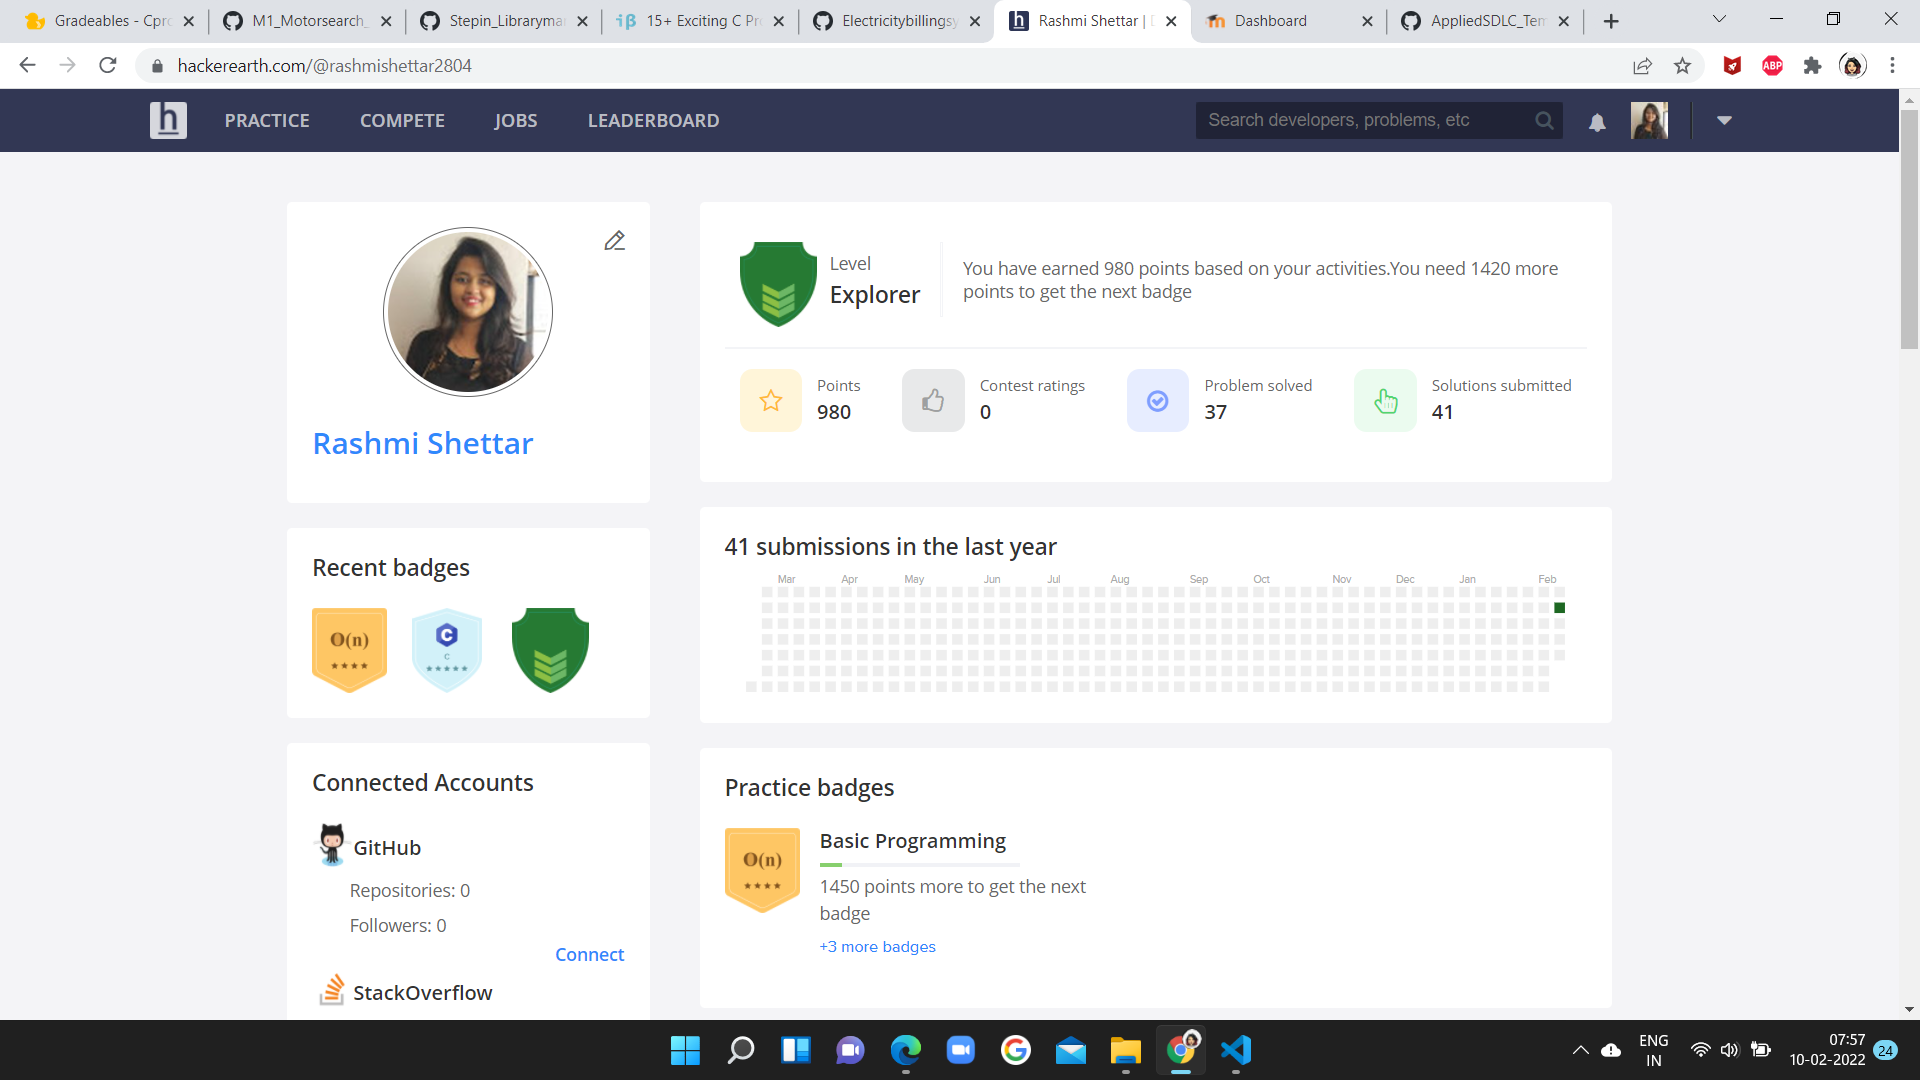 Gradeables - Cpro
M1_Motorsearch_
Stepin_Libraryma
15+ Exciting C Pr
Electricitybillingsy
Rashmi Shettar | D
Dashboard
AppliedSDLC_Tem
hackerearth.com/@rashmishettar2804
ABP
h
PRACTICE
COMPETE
JOBS
LEADERBOARD
Search developers, problems, etc
Rashmi Shettar
Level
Explorer
You have earned 980 points based on your activities.You need 1420 more
points to get the next badge
Points
980
Contest ratings
0
Problem solved
37
Solutions submitted
41
Recent badges
O(n)
C
C
41 submissions in the last year
Mar Apr May Jun Jul Aug Sep Oct Nov Dec Jan Feb
Connected Accounts
GitHub
Repositories: 0
Followers: 0
Connect
StackOverflow
Practice badges
O(n)
Basic Programming
1450 points more to get the next
badge
+3 more badges
ENG
IN
07:57
10-02-2022
24